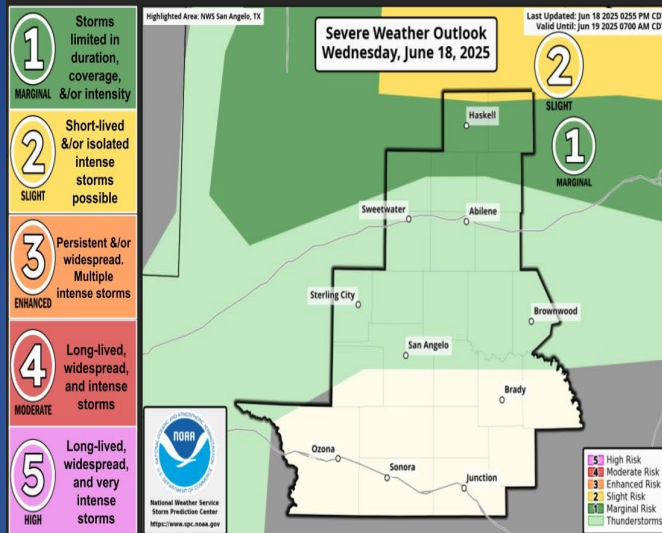 1
MARGINAL
Storms
limited in
duration,
coverage,
&/or intensity
2
SLIGHT
Short-lived
&/or isolated
intense
storms
possible
3
ENHANCED
Persistent &/or
widespread.
Multiple
intense storms
4
MODERATE
Long-lived,
widespread,
and intense
storms
5
HIGH
Long-lived,
widespread,
and very
intense
storms
Highlighted Area: NWS San Angelo, TX
Severe Weather Outlook
Wednesday, June 18, 2025
Last Updated: Jun 18 2025 0255 PM CDT
Valid Until: Jun 19 2025 0700 AM CDT
2
SLIGHT
1
MARGINAL
Haskell
Sweetwater
Abilene
Sterling City
Brownwood
San Angelo
Brady
Ozona
Sonora
Junction
NOAA
National Weather Service
Storm Prediction Center
https://www.spc.noaa.gov
5 High Risk
4 Moderate Risk
3 Enhanced Risk
2 Slight Risk
1 Marginal Risk
Thunderstorms